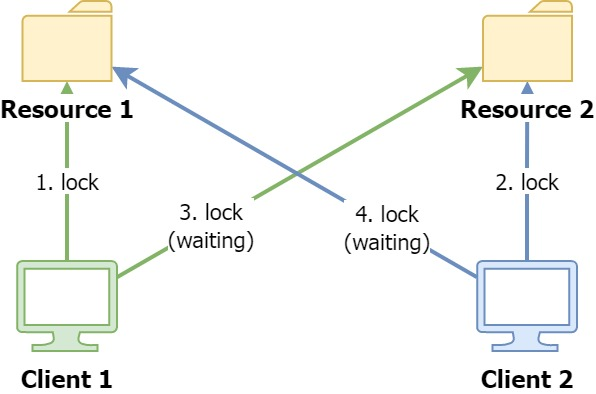 Resource 1
Resource 2
1. lock
2. lock
3. lock
(waiting)
4. lock
(waiting)
Client 1
Client 2